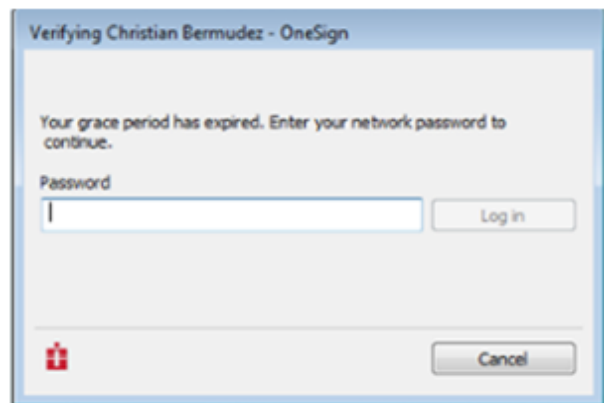 Verifying Christian Bermudez - OneSign
Your grace period has expired. Enter your network password to
continue.
Password
Log in
Cancel